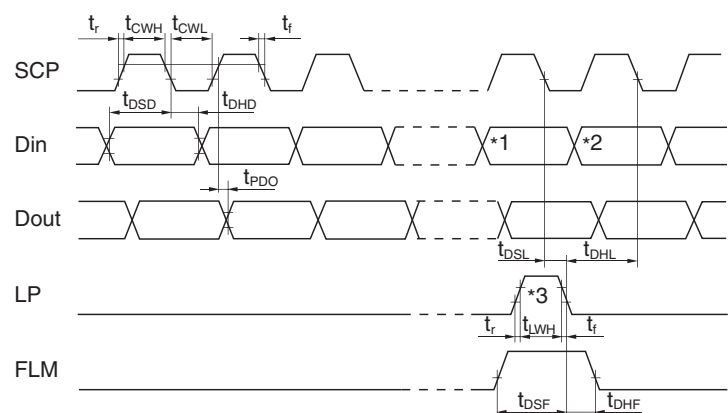 tr tCWH tCWL tf
SCP
tDSD tDHD
Din *1 *2
tPDO
Dout
tDSL tDHL
LP *3
tr tLWH tf
FLM
tDSF tDHF